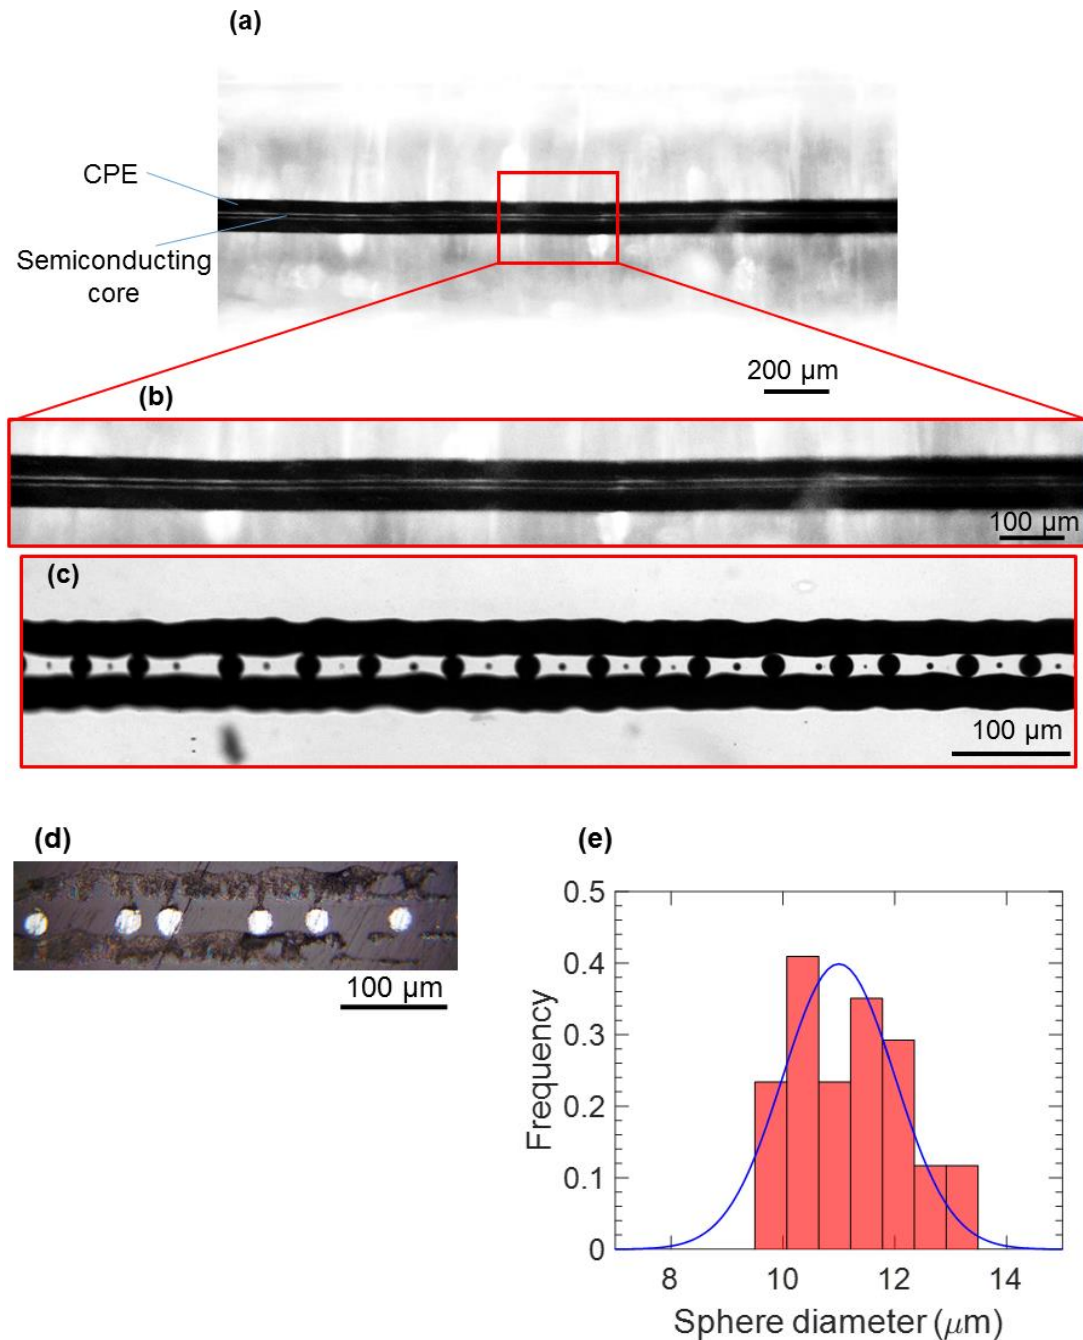 (a)
CPE
Semiconducting
core
200 µm
(b)
100 µm
(c)
100 µm
(d)
100 µm
(e)
0.5
0.4
0.3
0.2
0.1
0
Frequency
8
10
12
14
Sphere diameter (µm)